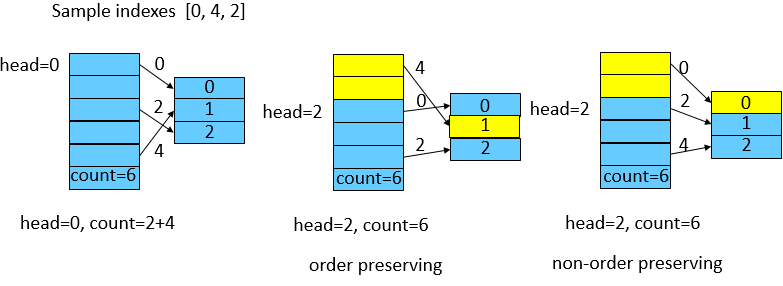 Sample indexes [0, 4, 2]
head=0
0
2
4
count=6
0
1
2
head=0, count=2+4
head=2
4
0
2
count=6
0
1
2
head=2, count=6
order preserving
head=2
0
2
4
count=6
0
1
2
head=2, count=6
non-order preserving